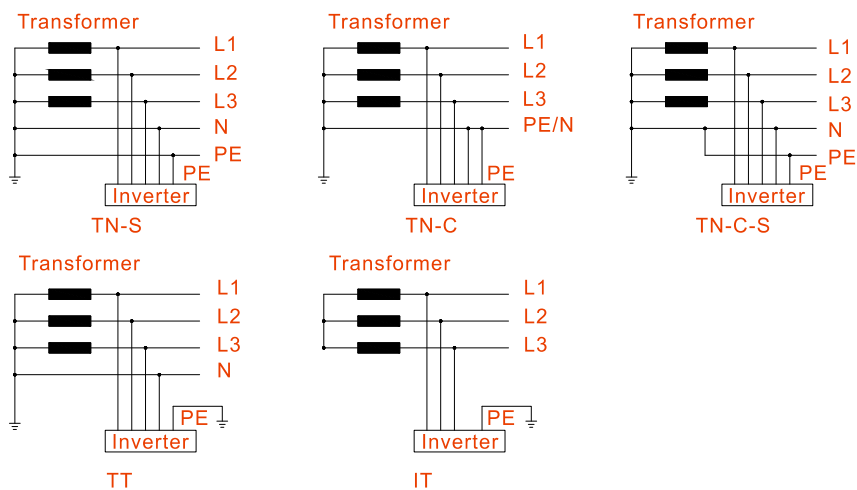 Transformer
L1
L2
L3
N
PE
PE
Inverter
TN-S
Transformer
L1
L2
L3
PE/N
PE
Inverter
TN-C
Transformer
L1
L2
L3
N
PE
PE
Inverter
TN-C-S
Transformer
L1
L2
L3
N
PE
Inverter
TT
Transformer
L1
L2
L3
PE
Inverter
IT